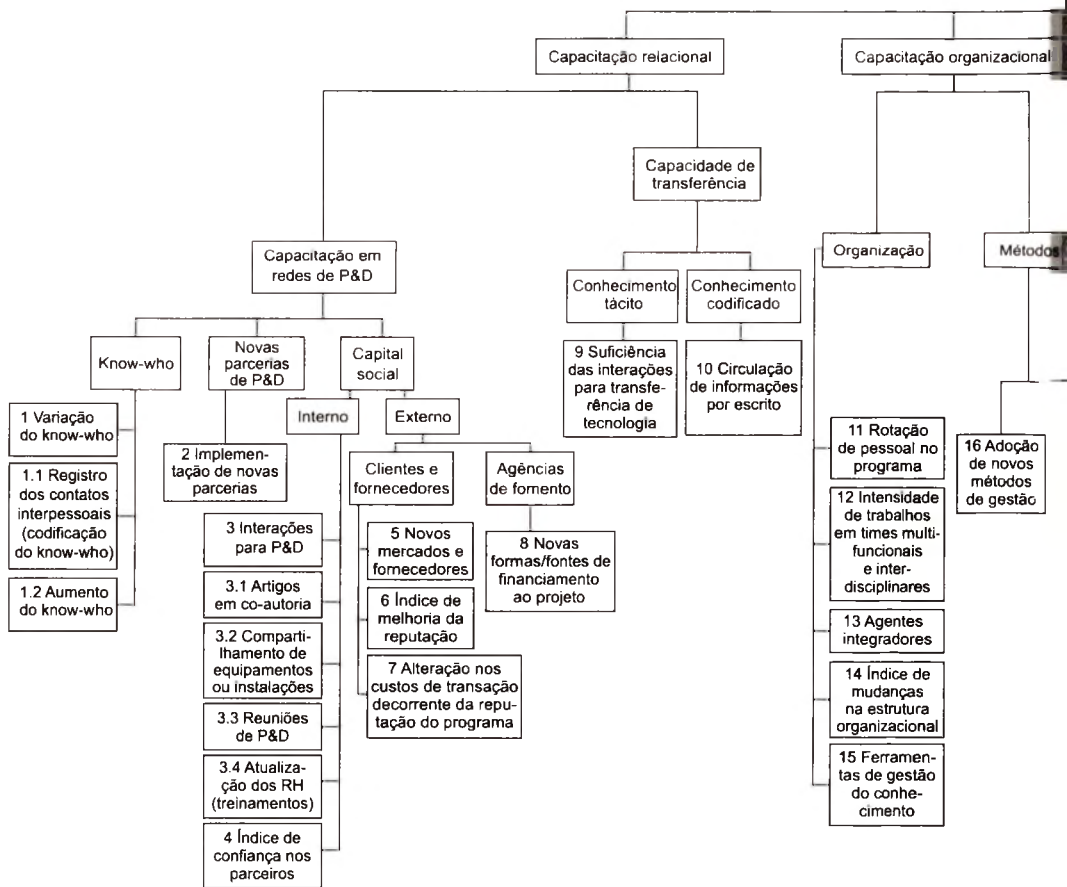 Capacitação relacional
Capacitação organizacional
Capacidade de
transferência
Capacitação em
redes de P&D
Organização
Métodos
Conhecimento
tácito
Conhecimento
codificado
Know-who
Novas
parcerias
de P&D
Capital
social
Interno
Externo
9 Suficiência
das interações
para transfe-
rência de
tecnologia
10 Circulação
de informações
por escrito
1 Variação
do know-who
1.1 Registro
dos contatos
interpessoais
(codificação
do know-who)
1.2 Aumento
do know-who
2 Implemen-
tação de novas
parcerias
Clientes e
fornecedores
Agências
de fomento
3 Interações
para P&D
3.1 Artigos
em co-autoria
3.2 Comparti-
lhamento de
equipamentos
ou instalações
3.3 Reuniões
de P&D
3.4 Atualiza-
ção dos RH
(treinamentos)
4 Índice de
confiança nos
parceiros
5 Novos
mercados e
fornecedores
6 Índice de
melhoria da
reputação
7 Alteração nos
custos de transação
decorrente da repu-
tação do programa
8 Novas
formas/fontes de
financiamento
ao projeto
11 Rotação
de pessoal no
programa
12 Intensidade
de trabalhos
em times multi-
funcionais
e inter-
disciplinares
13 Agentes
integradores
14 Índice de
mudanças
na estrutura
organizacional
15 Ferramen-
tas de gestão
do conhe-
cimento
16 Adoção
de novos
métodos
de gestão